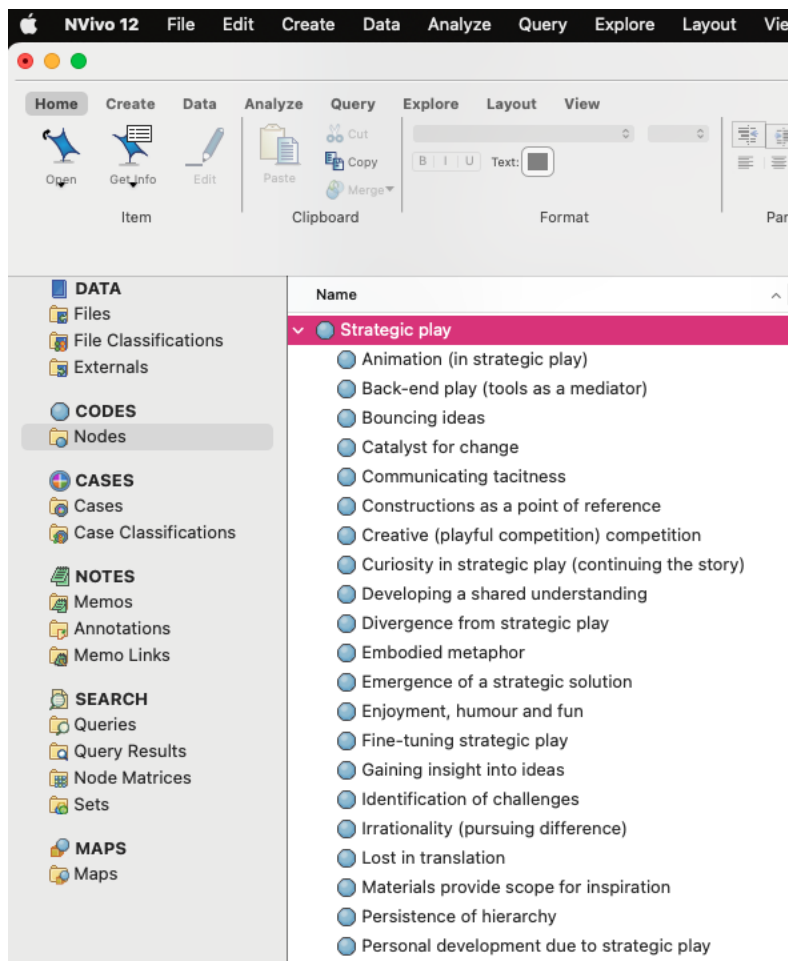 NVivo 12 File Edit Create Data Analyze Query Explore Layout Vie
Home Create Data Analyze Query Explore Layout View
Open Get Info Edit Paste Cut
Copy
Merge
B I U Text:
Item Clipboard Format Par
DATA
Files
File Classifications
Externals
CODES
Nodes
CASES
Cases
Case Classifications
NOTES
Memos
Annotations
Memo Links
SEARCH
Queries
Query Results
Node Matrices
Sets
MAPS
Maps
Name
Strategic play
Animation (in strategic play)
Back-end play (tools as a mediator)
Bouncing ideas
Catalyst for change
Communicating tacitness
Constructions as a point of reference
Creative (playful competition) competition
Curiosity in strategic play (continuing the story)
Developing a shared understanding
Divergence from strategic play
Embodied metaphor
Emergence of a strategic solution
Enjoyment, humour and fun
Fine-tuning strategic play
Gaining insight into ideas
Identification of challenges
Irrationality (pursuing difference)
Lost in translation
Materials provide scope for inspiration
Persistence of hierarchy
Personal development due to strategic play